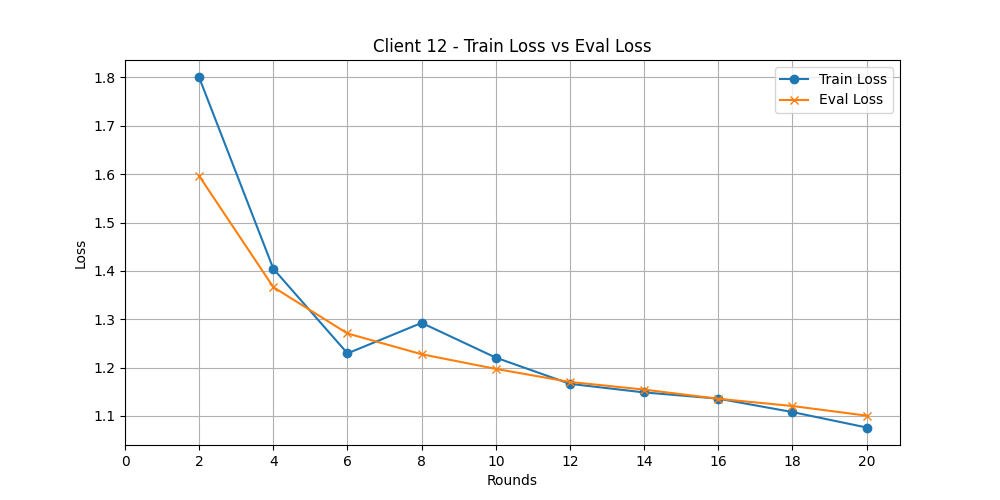 Client 12 - Train Loss vs Eval Loss
Train Loss
Eval Loss
1.8
1.7
1.6
1.5
1.4
1.3
1.2
1.1
Loss
0 2 4 6 8 10 12 14 16 18 20
Rounds